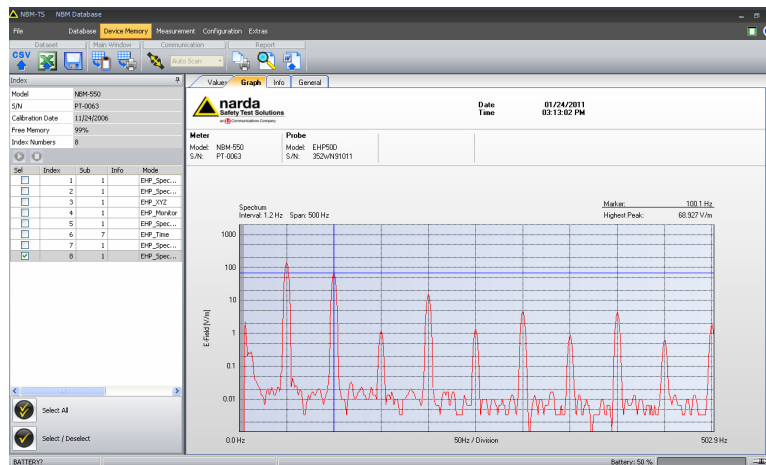 NBM-TS NBM Database
File Database Device Memory Measurement Configuration Extras
Dataset Main Window Communication Report
CSV Auto Scan
Index
Model NBM-550
S/N PT-0063
Calibration Date 11/24/2006
Free Memory 99%
Index Numbers 8
Sel Index Sub Info Mode
1 1 EHP_Spec...
2 1 EHP_Spec...
3 1 EHP_XYZ
4 1 EHP_Monitor
5 1 EHP_Spec...
6 7 EHP_Time
7 1 EHP_Spec...
8 1 EHP_Spec...
Select All
Select / Deselect
BATTERY?
Values Graph Info General
narda
Safety Test Solutions
an Communications Company
Date 01/24/2011
Time 03:13:02 PM
Meter Probe
Model: NBM-550 Model: EHP50D
S/N: PT-0063 S/N: 352WN91011
Spectrum
Interval: 1.2 Hz Span: 500 Hz
Marker: 100.1 Hz
Highest Peak: 68.927 V/m
E-Field [V/m]
1000
100
10
1
0.1
0.01
0.0 Hz 50Hz / Division 502.9 Hz
Battery: 50 %